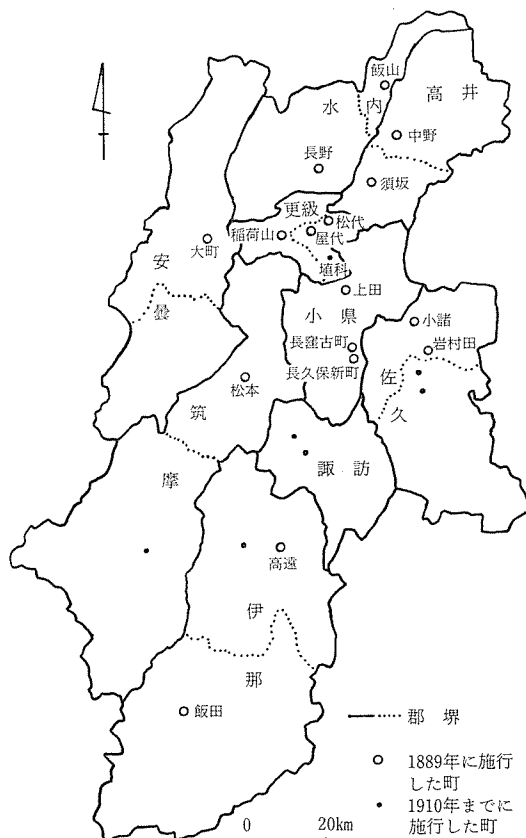 飯山
水
内
高井
中野
長野
須坂
更級
松代
稲荷山
屋代
大町
埴科
安
上田
曇
小県
小諸
長窪古町
岩村田
長久保新町
佐
松本
久
筑
諏訪
摩
高遠
伊
那
飯田
郡堺
1889年に施行
した町
1910年までに
施行した町
0 20km